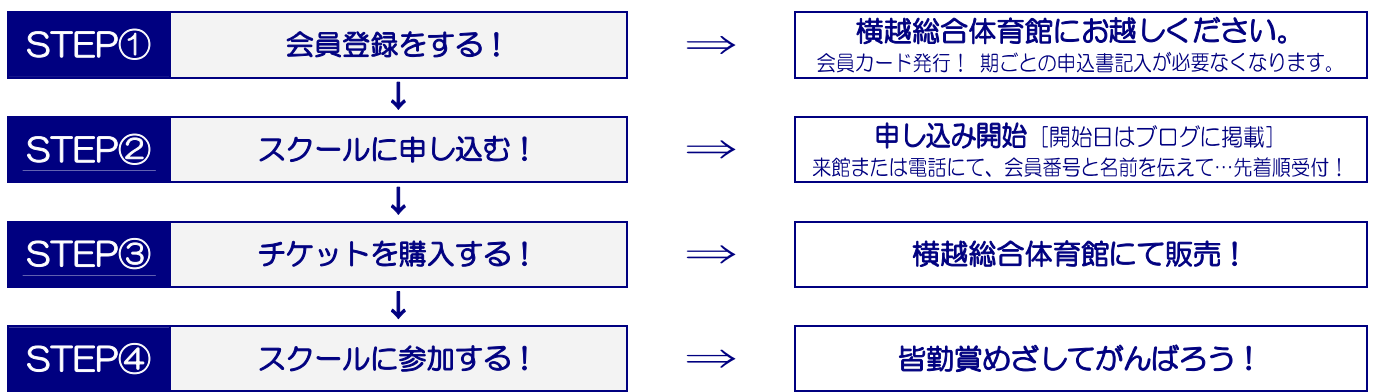 STEP① 会員登録をする！ ⇒ 横越総合体育館にお越しください。
会員カード発行！ 期ごとの申込書記入が必要なくなります。
↓
STEP② スクールに申し込む！ ⇒ 申し込み開始［開始日はブログに掲載］
来館または電話にて、会員番号と名前を伝えて…先着順受付！
↓
STEP③ チケットを購入する！ ⇒ 横越総合体育館にて販売！
↓
STEP④ スクールに参加する！ ⇒ 皆勤賞めざしてがんばろう！